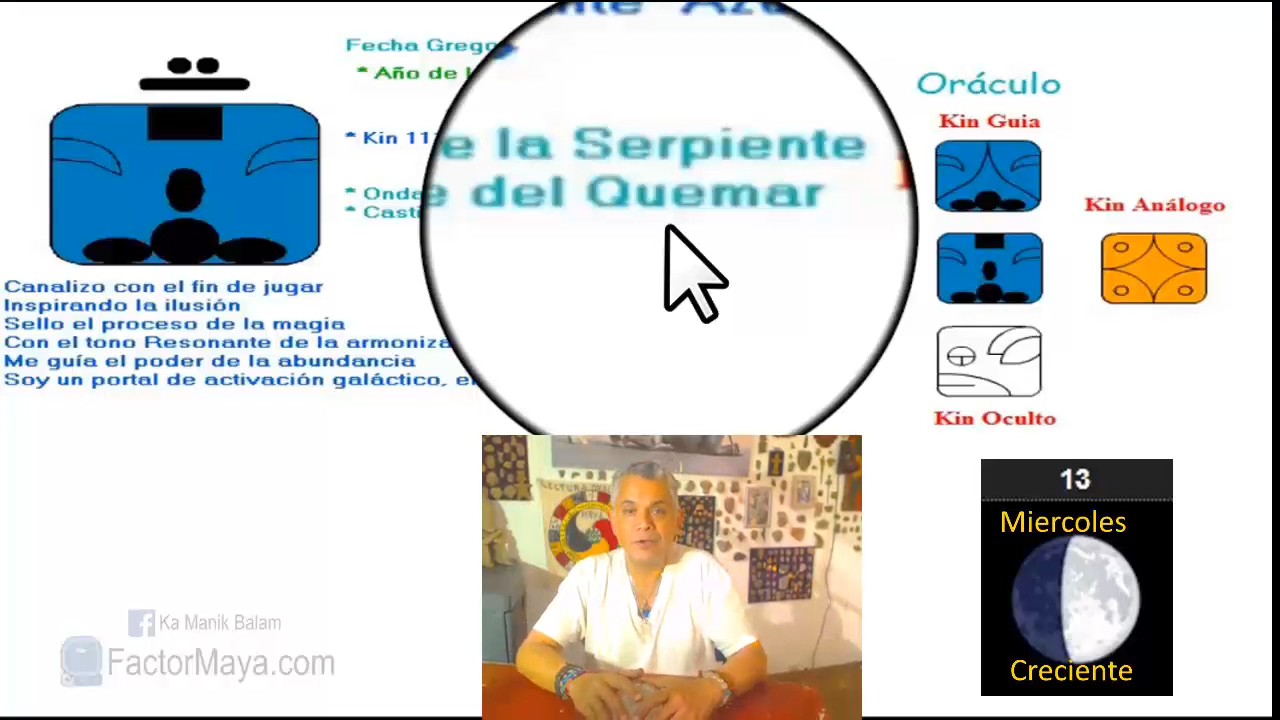 Fecha Grego
* Año de l
* Kin 11
* Onda
* Casti
e la Serpiente
e del Quemar
Canalizo con el fin de jugar
Inspirando la ilusión
Sello el proceso de la magia
Con el tono Resonante de la armoniza
Me guía el poder de la abundancia
Soy un portal de activación galáctico, e
Oráculo
Kin Guia
Kin Análogo
Kin Oculto
13
Miercoles
Creciente
Ka Manik Balam
FactorMaya.com